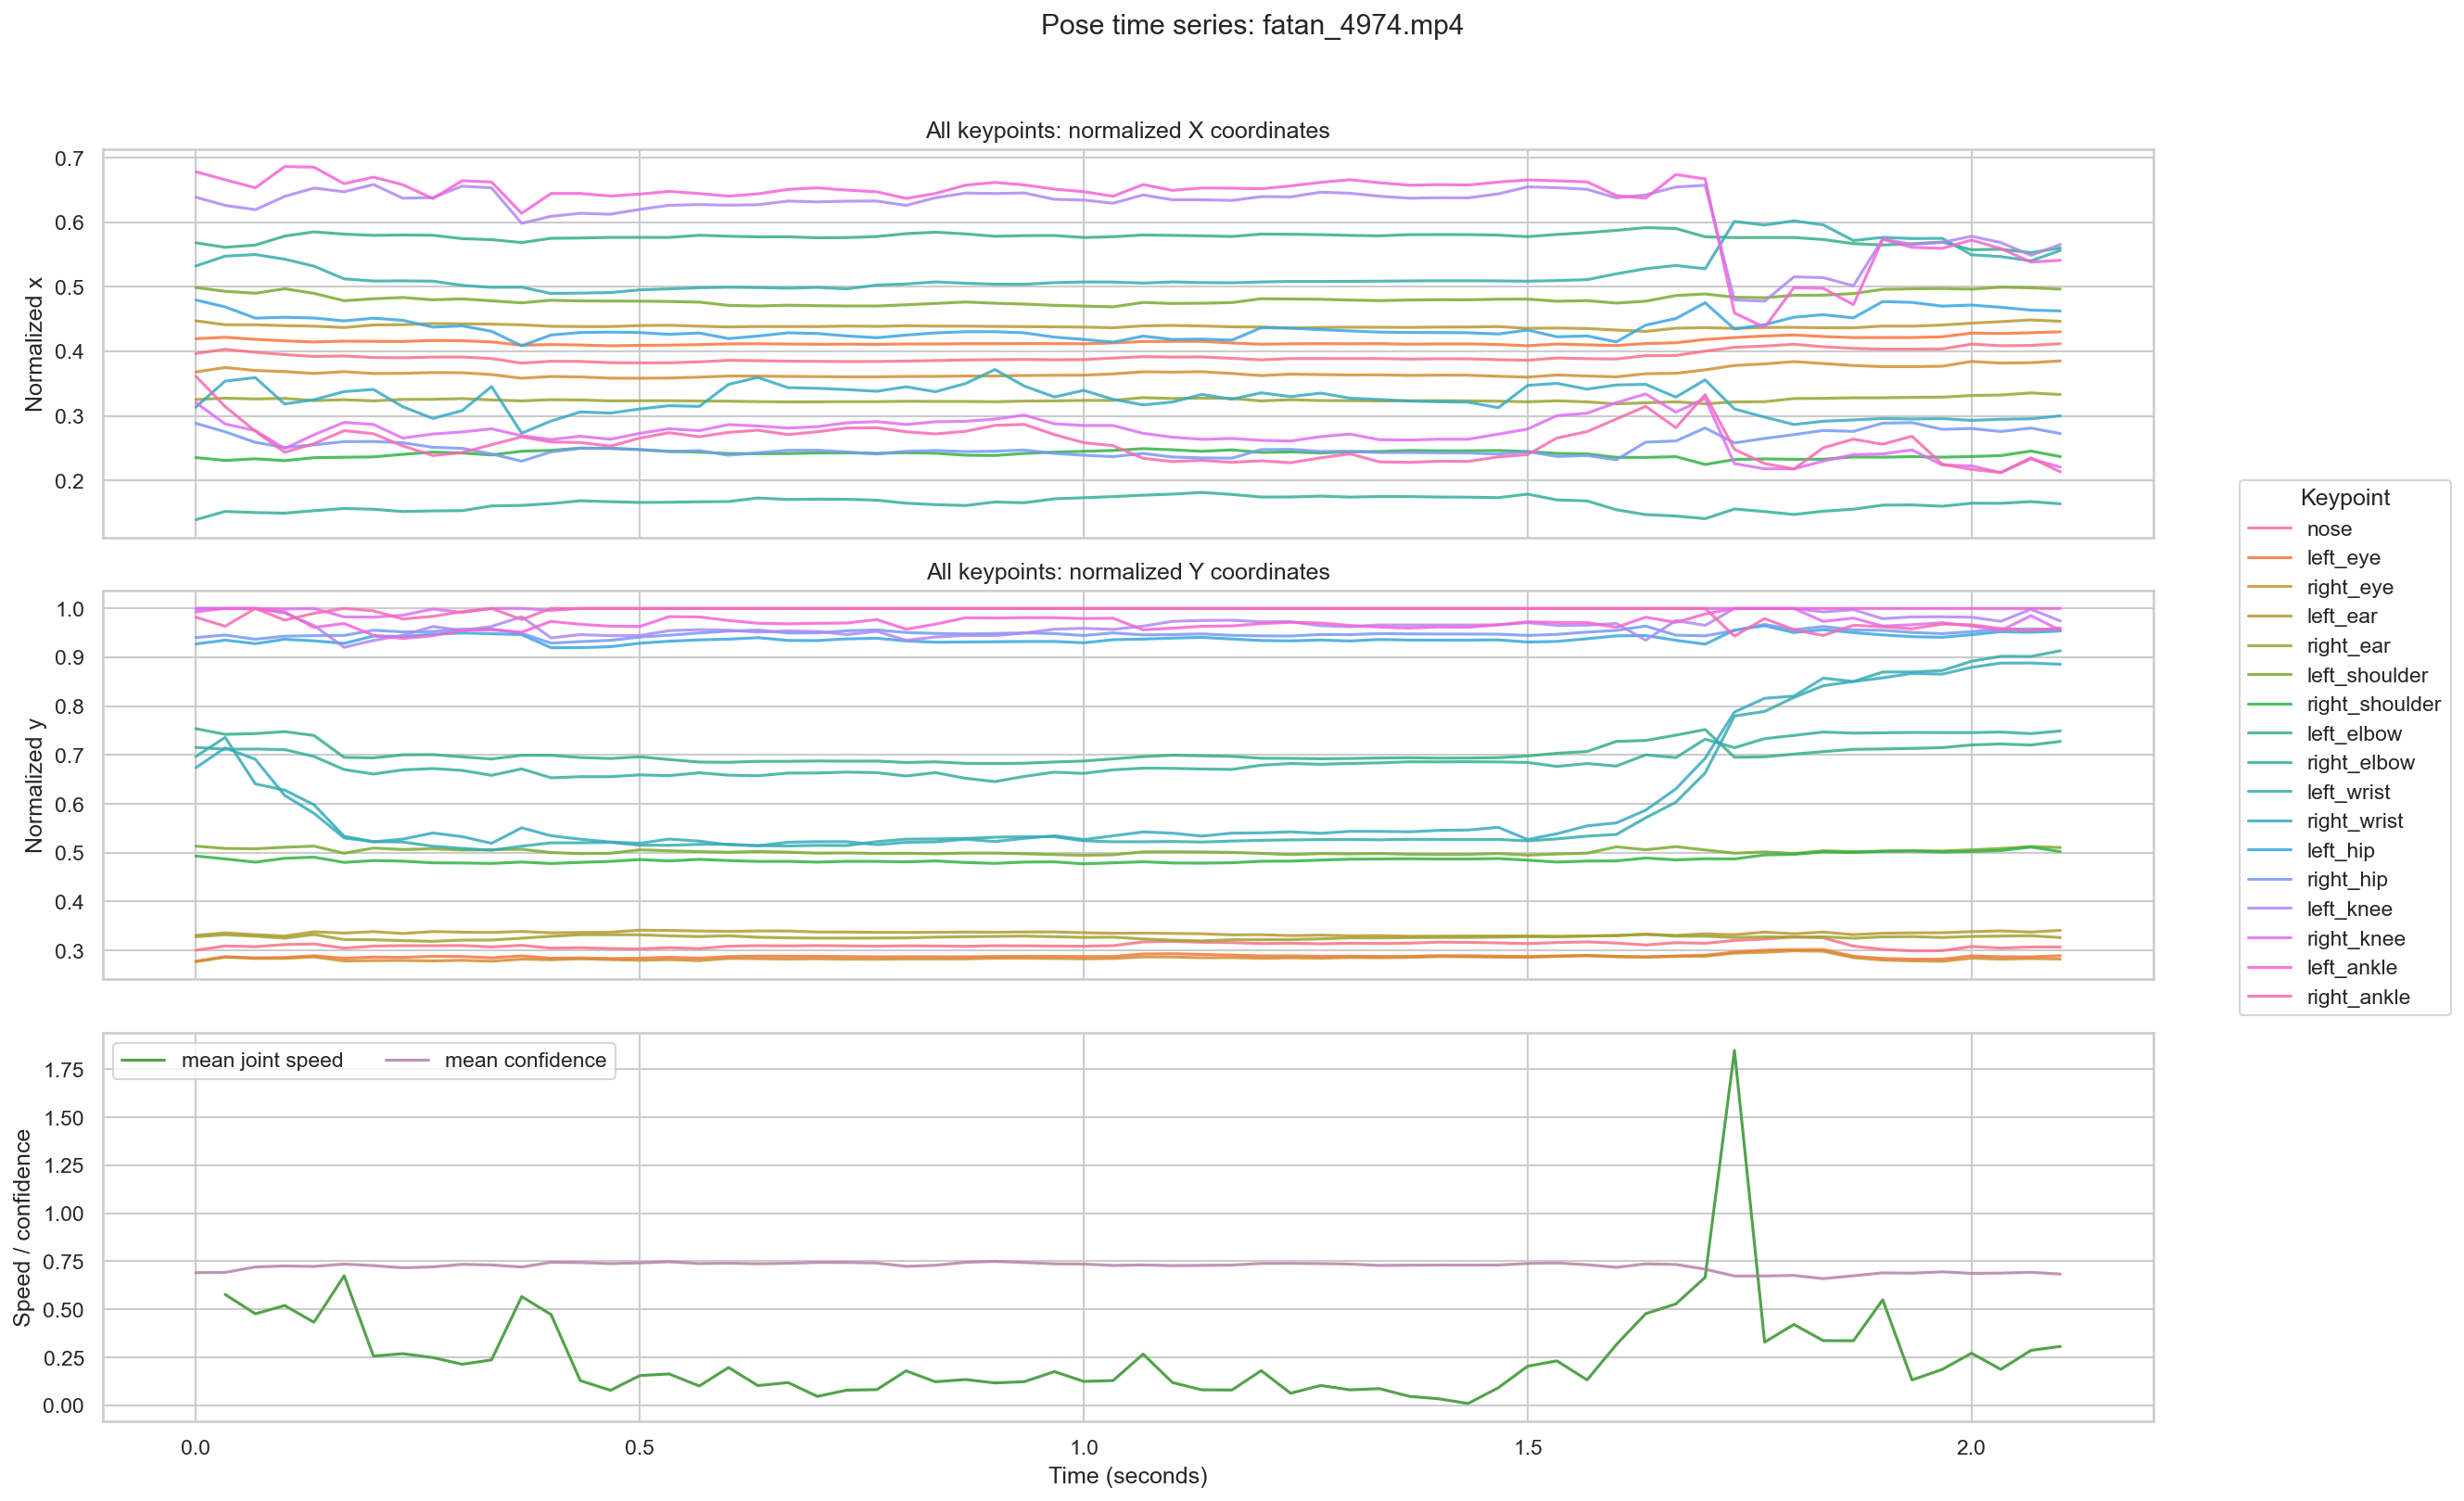 Pose time series: fatan_4974.mp4
All keypoints: normalized X coordinates
Normalized x
0.7
0.6
0.5
0.4
0.3
0.2
All keypoints: normalized Y coordinates
Normalized y
1.0
0.9
0.8
0.7
0.6
0.5
0.4
0.3
Keypoint
nose
left_eye
right_eye
left_ear
right_ear
left_shoulder
right_shoulder
left_elbow
right_elbow
left_wrist
right_wrist
left_hip
right_hip
left_knee
right_knee
left_ankle
right_ankle
mean joint speed mean confidence
Speed / confidence
1.75
1.50
1.25
1.00
0.75
0.50
0.25
0.00
0.0 0.5 1.0 1.5 2.0
Time (seconds)